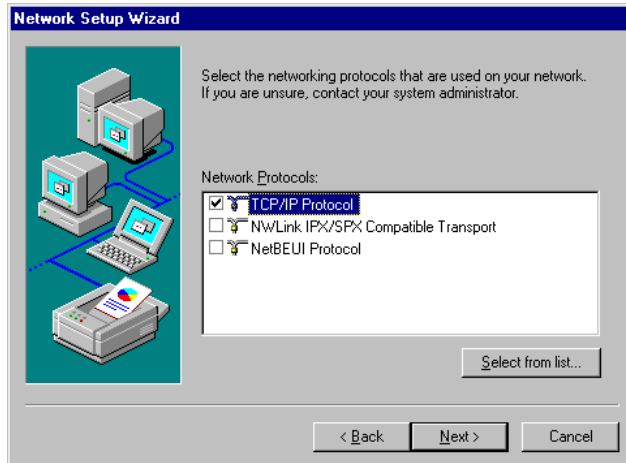 Network Setup Wizard
Select the networking protocols that are used on your network.
If you are unsure, contact your system administrator.
Network Protocols:
TCP/IP Protocol
NWLink IPX/SPX Compatible Transport
NetBEUI Protocol
Select from list...
< Back
Next >
Cancel